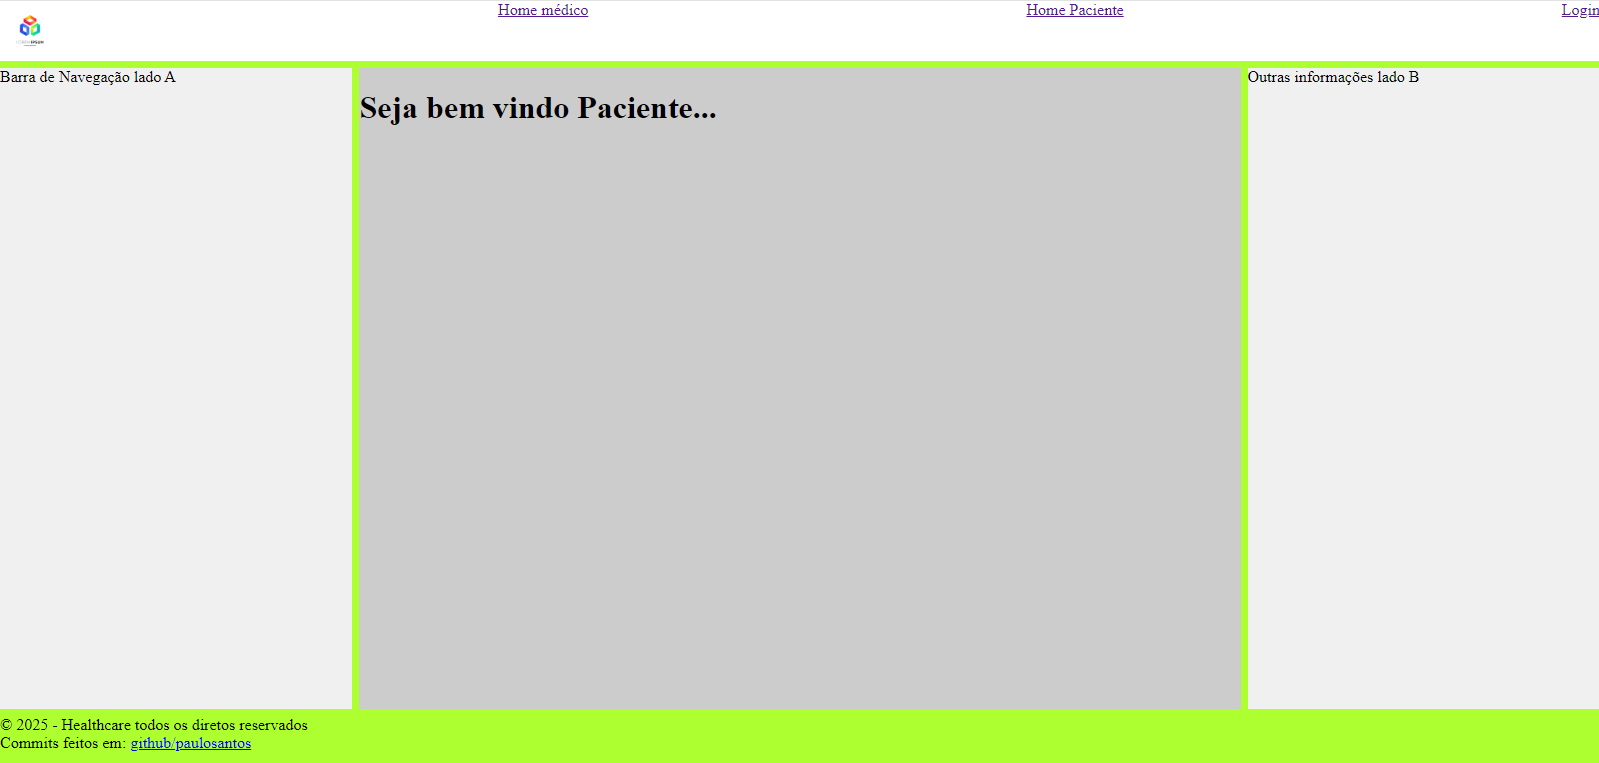 Home médico
Home Paciente
Login
Barra de Navegação lado A
Seja bem vindo Paciente...
Outras informações lado B
© 2025 - Healthcare todos os diretos reservados
Commits feitos em: github/paulosantos